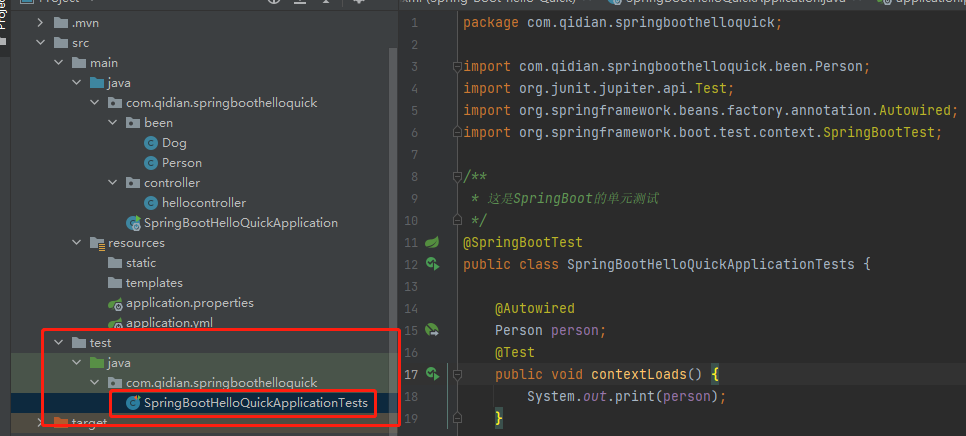 Project
.mvn
src
main
java
com.qidian.springboothelloquick
been
Dog
Person
controller
hellocontroller
SpringBootHelloQuickApplication
resources
static
templates
application.properties
application.yml
test
java
com.qidian.springboothelloquick
SpringBootHelloQuickApplicationTests
target
1 package com.qidian.springboothelloquick;
2
3 import com.qidian.springboothelloquick.been.Person;
4 import org.junit.jupiter.api.Test;
5 import org.springframework.beans.factory.annotation.Autowired;
6 import org.springframework.boot.test.context.SpringBootTest;
7
8 /**
9 * 这是SpringBoot的单元测试
10 */
11 @SpringBootTest
12 public class SpringBootHelloQuickApplicationTests {
13
14 @Autowired
15 Person person;
16 @Test
17 public void contextLoads() {
18 System.out.print(person);
19 }